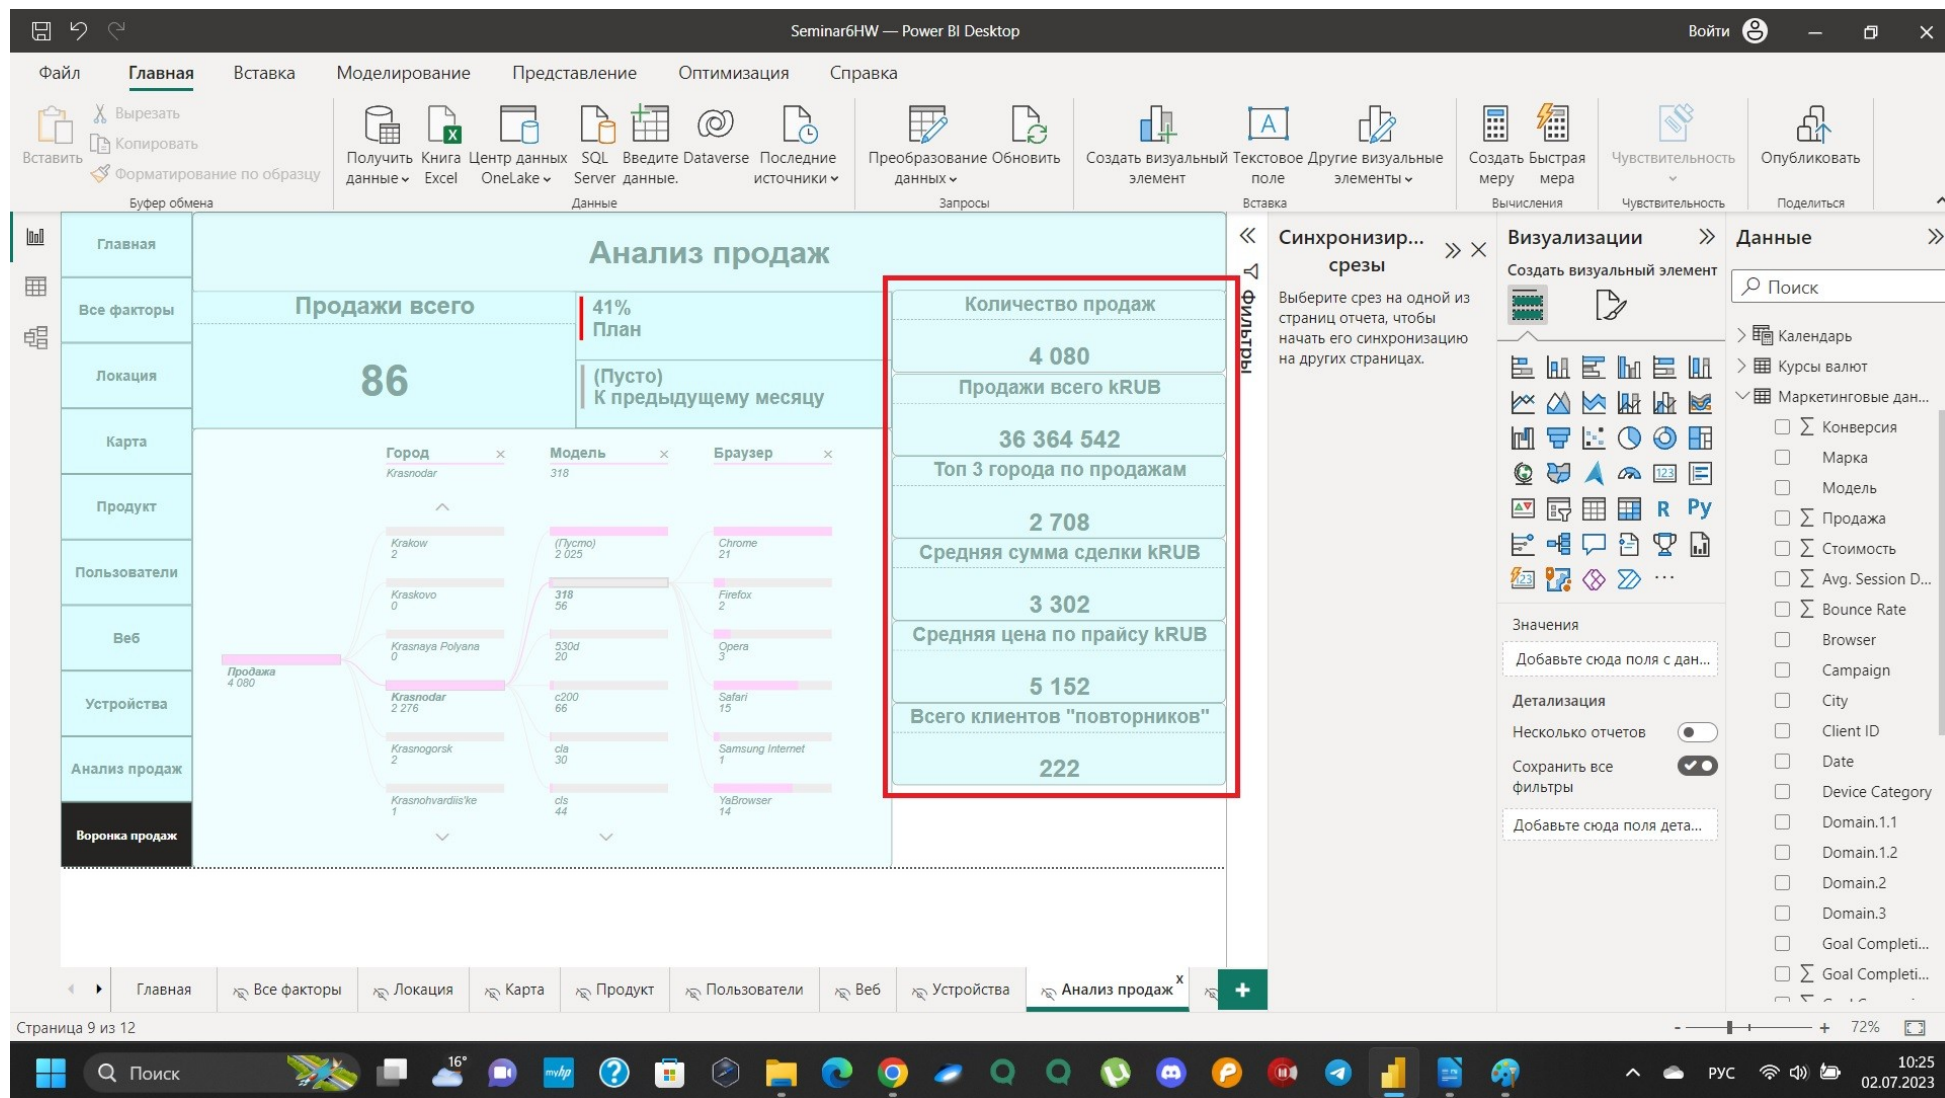 Seminar6HW — Power BI Desktop
Войти
Файл
Главная
Вставка
Моделирование
Представление
Оптимизация
Справка
Вставить
Вырезать
Копировать
Форматирование по образцу
Буфер обмена
Получить данные
Книга Excel
Центр данных OneLake
SQL Server
Введите данные.
Dataverse
Последние источники
Данные
Преобразование данных
Обновить
Запросы
Создать визуальный элемент
Текстовое поле
Другие визуальные элементы
Вставка
Создать меру
Быстрая мера
Вычисления
Чувствительность
Чувствительность
Опубликовать
Поделиться
Главная
Все факторы
Локация
Карта
Продукт
Пользователи
Веб
Устройства
Анализ продаж
Воронка продаж
Анализ продаж
Продажи всего
86
41%
План
(Пусто)
К предыдущему месяцу
Город
Krasnodar
Модель
318
Браузер
Продажа
4 080
Krakow
2
Kraskovo
0
Krasnaya Polyana
0
Krasnodar
2 276
Krasnogorsk
2
Krasnohvardiis'ke
1
(Пусто)
2 025
318
56
530d
20
c200
66
cla
30
cls
44
Chrome
21
Firefox
2
Opera
3
Safari
15
Samsung Internet
1
YaBrowser
14
Количество продаж
4 080
Продажи всего kRUB
36 364 542
Топ 3 города по продажам
2 708
Средняя сумма сделки kRUB
3 302
Средняя цена по прайсу kRUB
5 152
Всего клиентов "повторников"
222
Фильтры
Синхронизир...
срезы
Выберите срез на одной из
страниц отчета, чтобы
начать его синхронизацию
на других страницах.
Визуализации
Создать визуальный элемент
123
R
Py
123
Значения
Добавьте сюда поля с дан...
Детализация
Несколько отчетов
Сохранить все
фильтры
Добавьте сюда поля дета...
Данные
Поиск
Календарь
Курсы валют
Маркетинговые дан...
Конверсия
Марка
Модель
Продажа
Стоимость
Avg. Session D...
Bounce Rate
Browser
Campaign
City
Client ID
Date
Device Category
Domain.1.1
Domain.1.2
Domain.2
Domain.3
Goal Completi...
Goal Completi...
Главная
Все факторы
Локация
Карта
Продукт
Пользователи
Веб
Устройства
Анализ продаж
X
Страница 9 из 12
72%
Поиск
16°
myhp
РУС
10:25
02.07.2023